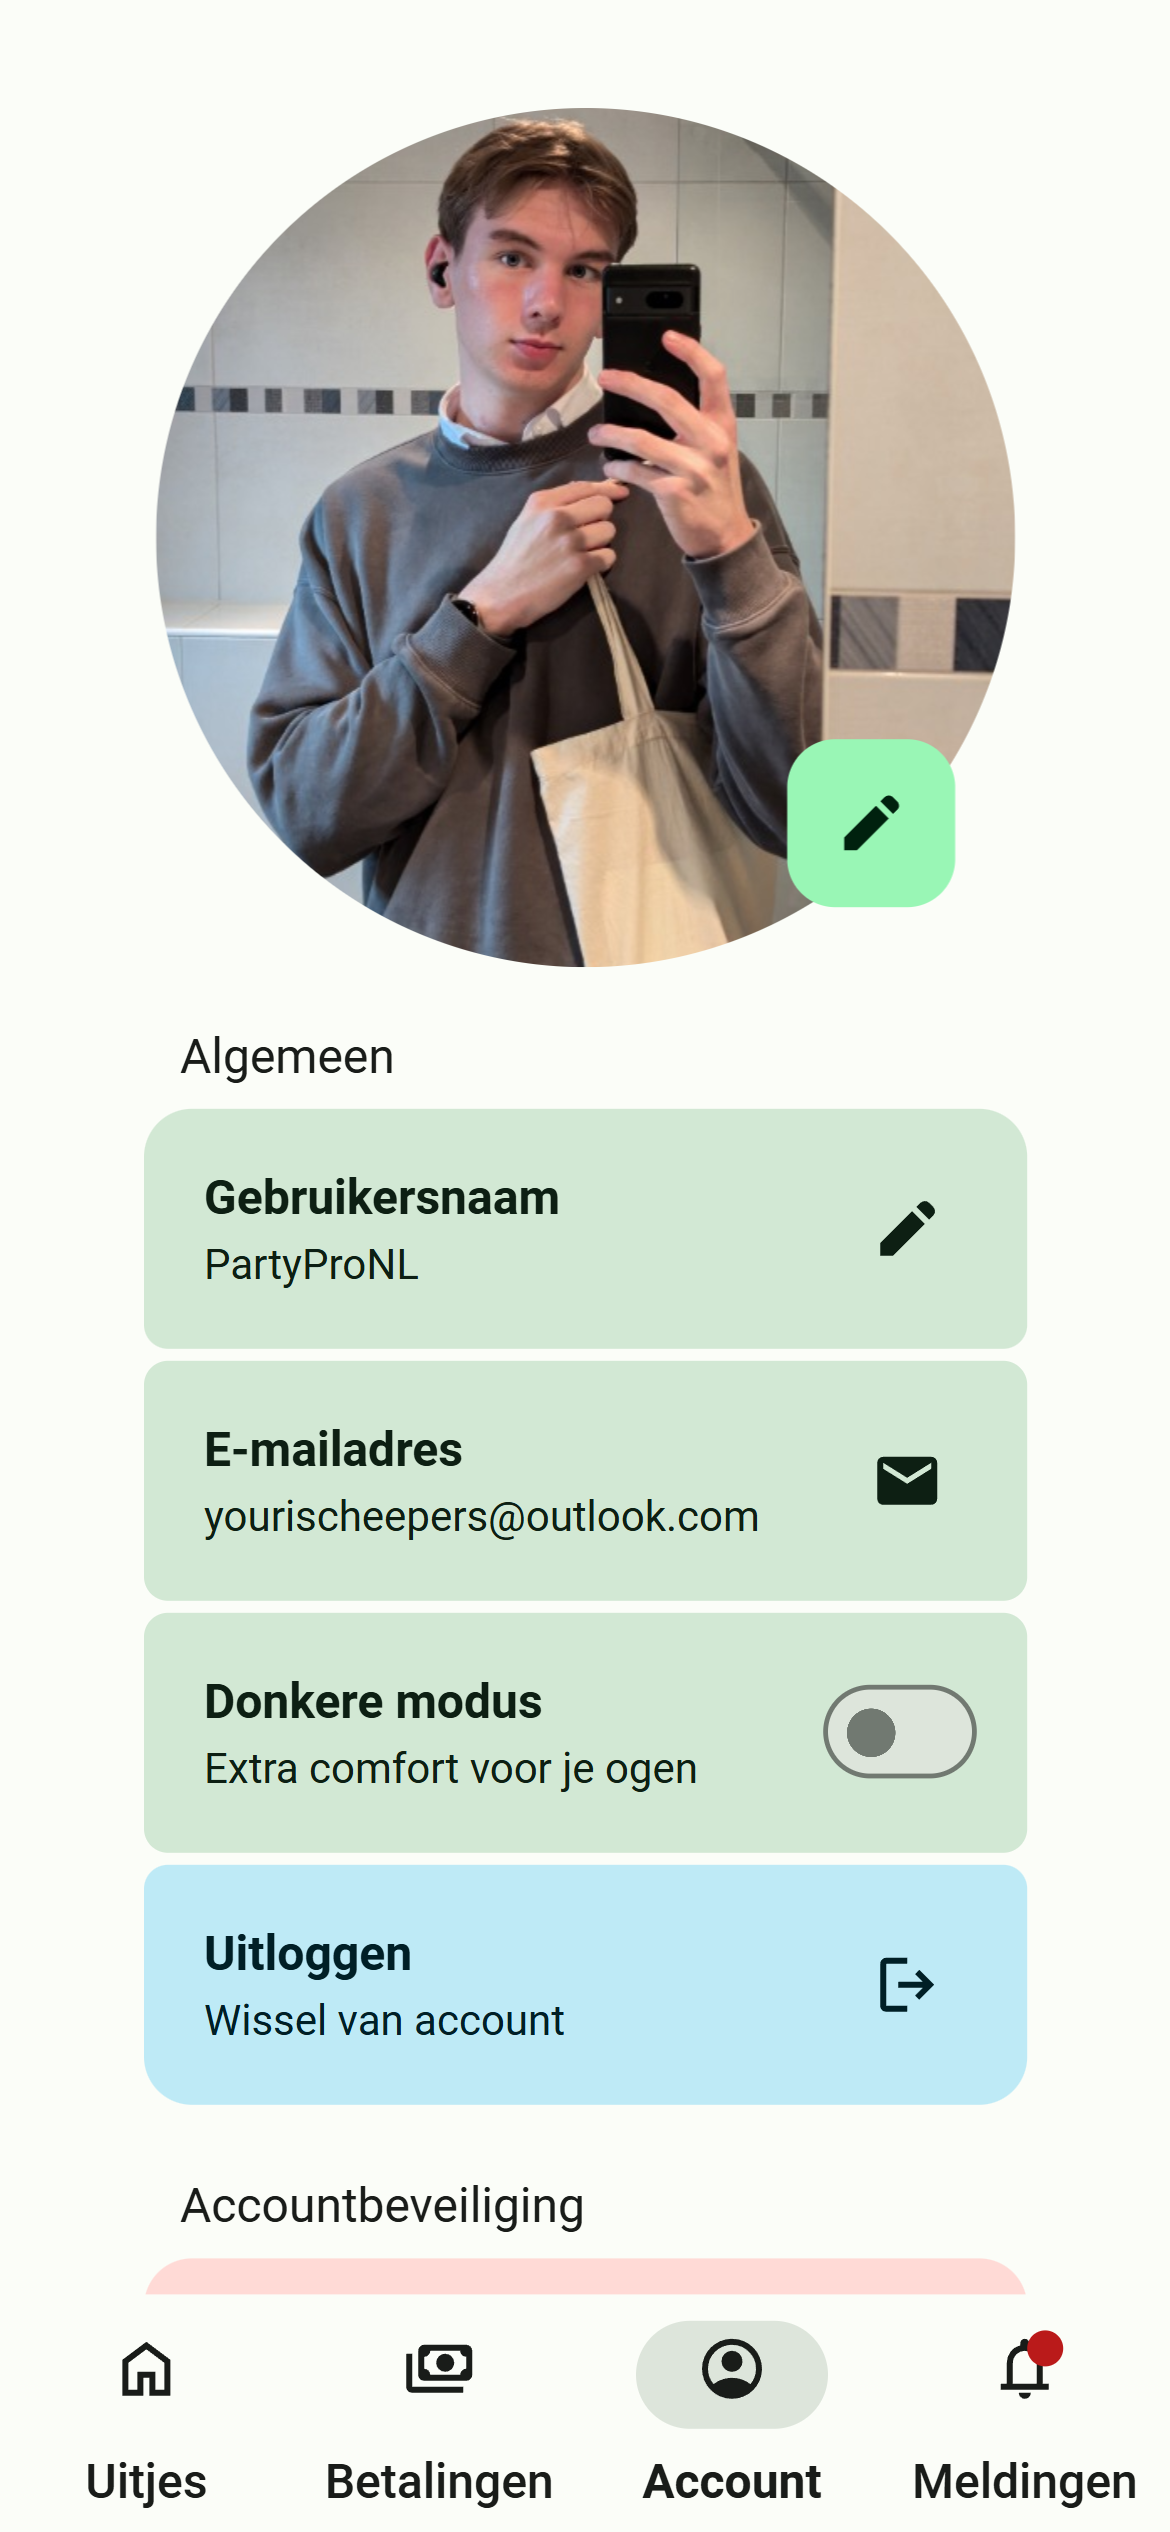 Algemeen
Gebruikersnaam
PartyProNL
E-mailadres
yourischeepers@outlook.com
Donkere modus
Extra comfort voor je ogen
Uitloggen
Wissel van account
Accountbeveiliging
Uitjes Betalingen Account Meldingen